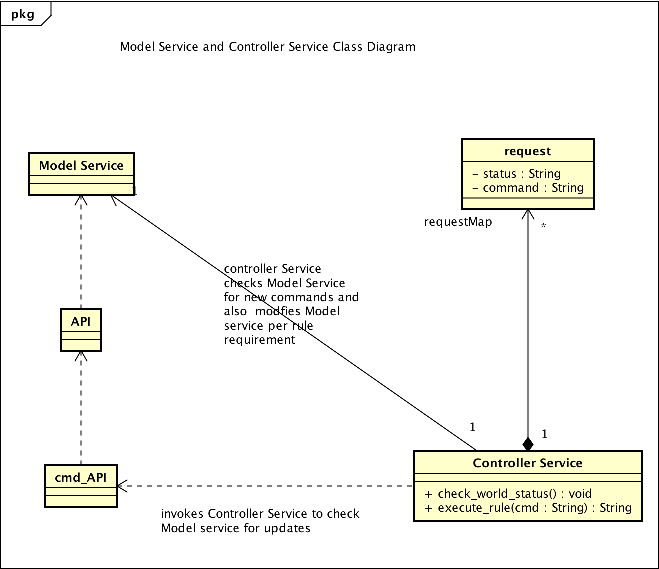 pkg
Model Service and Controller Service Class Diagram
Model Service
1
request
- status : String
- command : String
requestMap
*
controller Service
checks Model Service
for new commands and
also modfies Model
service per rule
requirement
API
1
1
cmd_API
Controller Service
+ check_world_status() : void
+ execute_rule(cmd : String) : String
invokes Controller Service to check
Model service for updates